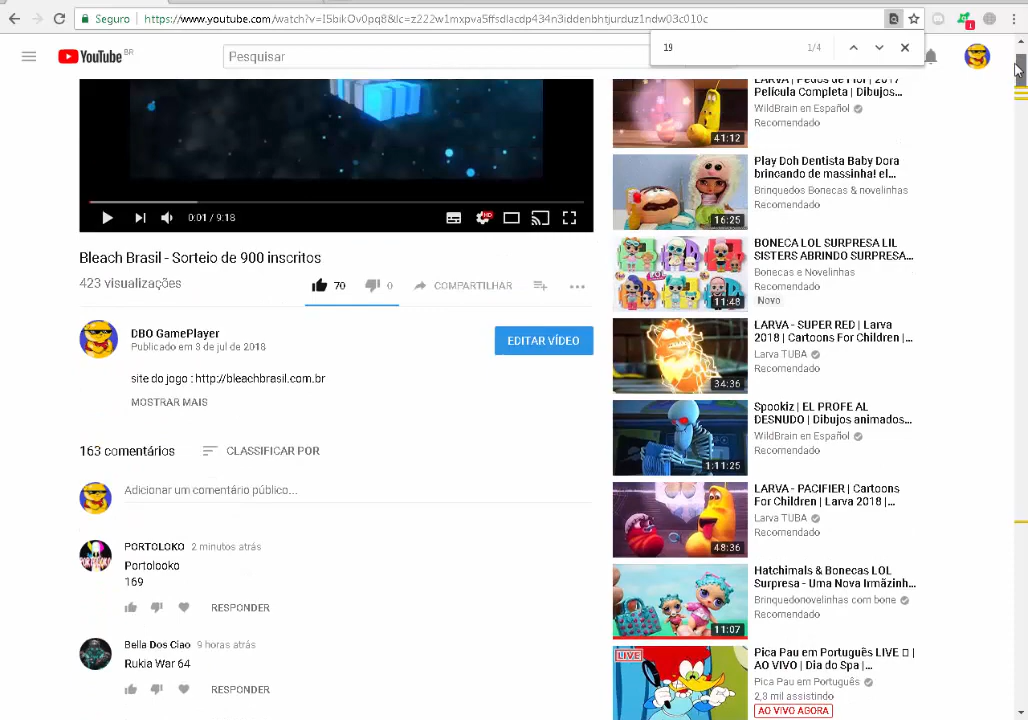 Seguro
https://www.youtube.com/watch?v=I5bikOv0pq8&lc=z222w1mxpva5ffsdlacdp434n3iddenbhtjurduz1ndw03c010c
19
1/4
YouTube BR
Pesquisar
0:01 / 9:18
HD
Bleach Brasil - Sorteio de 900 inscritos
423 visualizações
70
0
COMPARTILHAR
DBO GamePlayer
Publicado em 3 de jul de 2018
EDITAR VÍDEO
site do jogo : http://bleachbrasil.com.br
MOSTRAR MAIS
163 comentários
CLASSIFICAR POR
Adicionar um comentário público...
PORTOLOKO 2 minutos atrás
Portolooko
169
RESPONDER
Bella Dos Ciao 9 horas atrás
Rukia War 64
RESPONDER
LARVA | Pedos de Flor | 2017
Película Completa | Dibujos...
WildBrain en Español
Recomendado
41:12
Play Doh Dentista Baby Dora
brincando de massinha! el...
Brinquedos Bonecas & novelinhas
Recomendado
16:25
BONECA LOL SURPRESA LIL
SISTERS ABRINDO SURPRESA...
Bonecas e Novelinhas
Novo
11:48
LARVA - SUPER RED | Larva
2018 | Cartoons For Children |...
Larva TUBA
Recomendado
34:36
Spookiz | EL PROFE AL
DESNUDO | Dibujos animados...
WildBrain en Español
Recomendado
1:11:25
LARVA - PACIFIER | Cartoons
For Children | Larva 2018 |...
Larva TUBA
Recomendado
48:36
Hatchimals & Bonecas LOL
Surpresa - Uma Nova Irmãzinh...
Brinquedonovelinhas com bone
Recomendado
11:07
LIVE
Pica Pau em Português LIVE |
AO VIVO | Dia do Spa |...
Pica Pau em Português
2,3 mil assistindo
AO VIVO AGORA